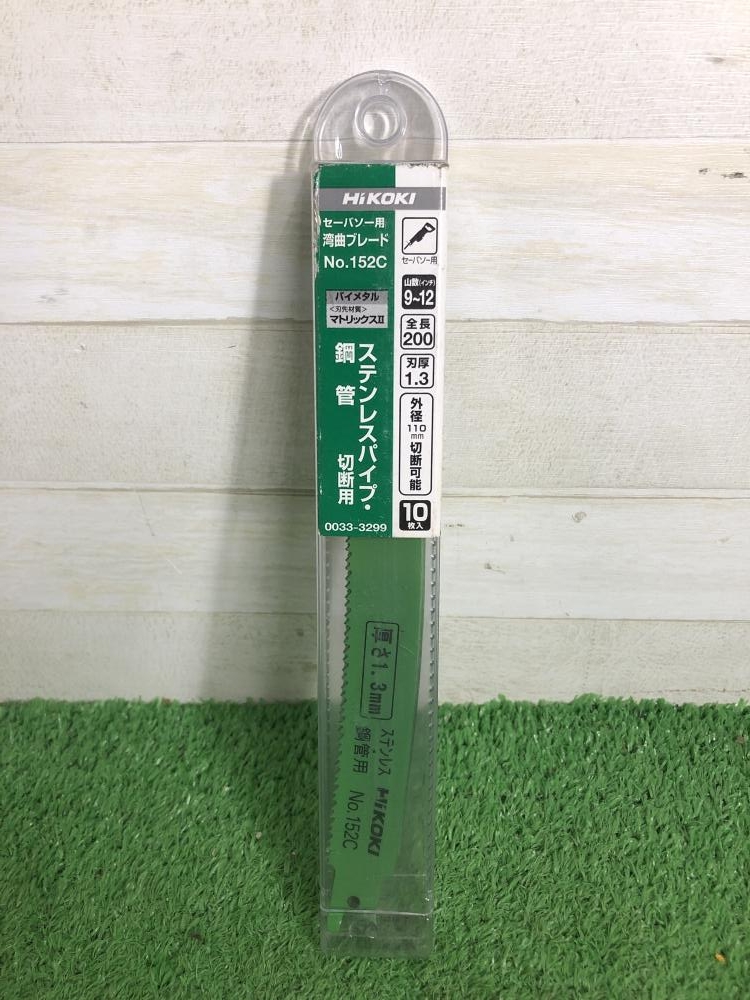 HiKOKI
セーバソー用
湾曲ブレード
No.152C
バイメタル
<刃先材質>
マトリックスII
ステンレスパイプ・
鋼管 切断用
0033-3299
セーバソー用
山数(インチ)
9~12
全長
200
刃厚
1.3
外径
110
mm
切断可能
10
枚入
厚さ1.3mm
ステンレス
鋼管用
HiKOKI
No.152C